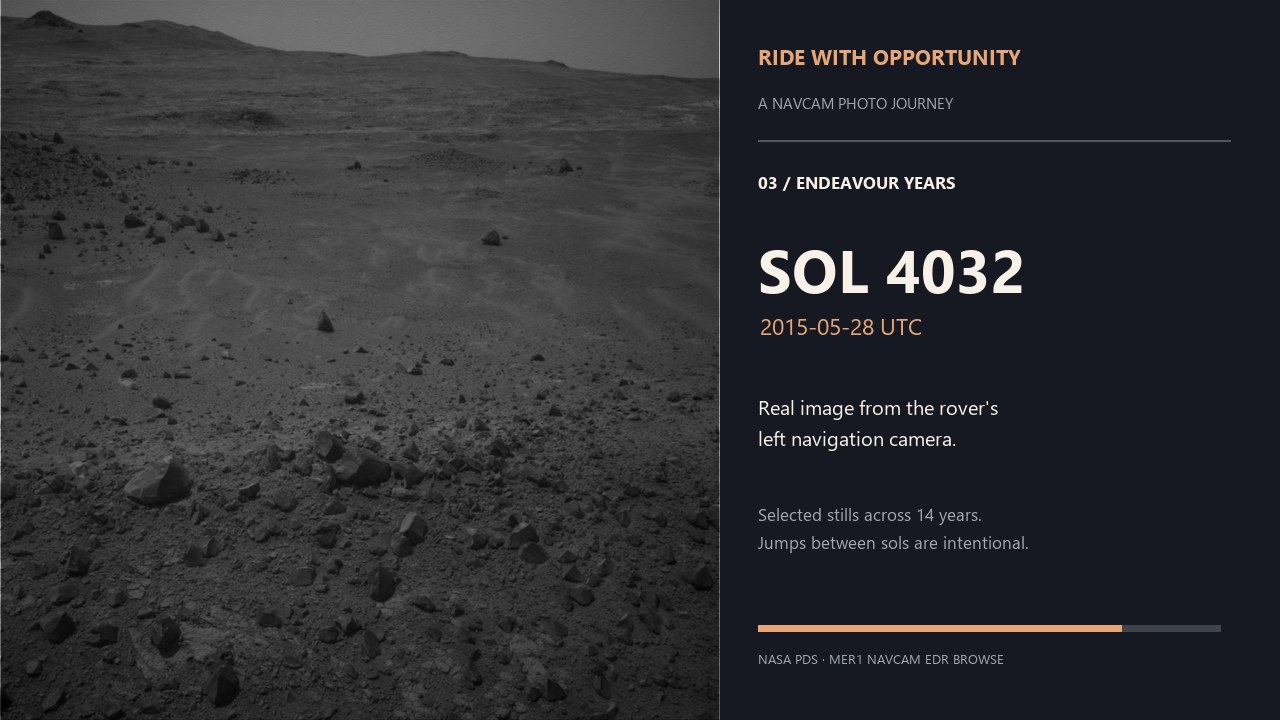 RIDE WITH OPPORTUNITY
A NAVCAM PHOTO JOURNEY
03 / ENDEAVOUR YEARS
SOL 4032
2015-05-28 UTC
Real image from the rover's
left navigation camera.
Selected stills across 14 years.
Jumps between sols are intentional.
NASA PDS · MER1 NAVCAM EDR BROWSE